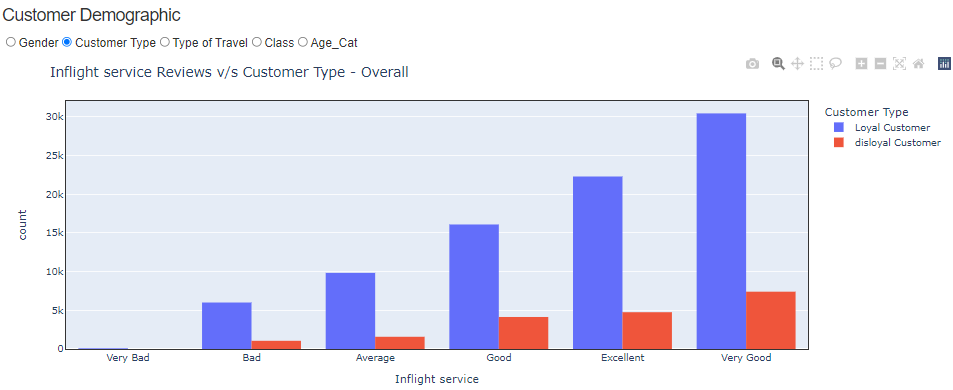 Customer Demographic
Gender Customer Type Type of Travel Class Age_Cat
Inflight service Reviews v/s Customer Type - Overall
Customer Type
Loyal Customer
disloyal Customer
count
30k
25k
20k
15k
10k
5k
0
Very Bad Bad Average Good Excellent Very Good
Inflight service